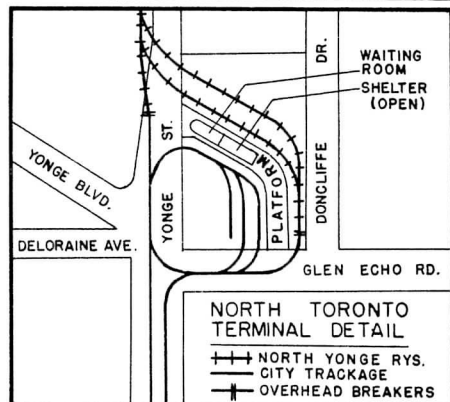 DR.
WAITING
ROOM
SHELTER
(OPEN)
ST.
YONGE BLVD.
PLATFORM
DONCLIFFE
YONGE
DELORAINE AVE.
GLEN ECHO RD.
NORTH TORONTO
TERMINAL DETAIL
NORTH YONGE RYS.
CITY TRACKAGE
OVERHEAD BREAKERS